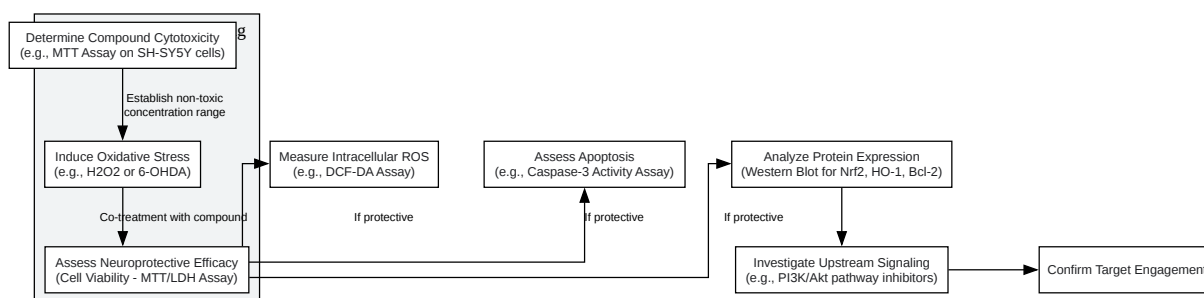 g
Determine Compound Cytotoxicity
(e.g., MTT Assay on SH-SY5Y cells)
Establish non-toxic
concentration range
Induce Oxidative Stress
(e.g., H2O2 or 6-OHDA)
Measure Intracellular ROS
(e.g., DCF-DA Assay)
Assess Apoptosis
(e.g., Caspase-3 Activity Assay)
Analyze Protein Expression
(Western Blot for Nrf2, HO-1, Bcl-2)
Co-treatment with compound
If protective
If protective
If protective
Assess Neuroprotective Efficacy
(Cell Viability - MTT/LDH Assay)
Investigate Upstream Signaling
(e.g., PI3K/Akt pathway inhibitors)
Confirm Target Engagement